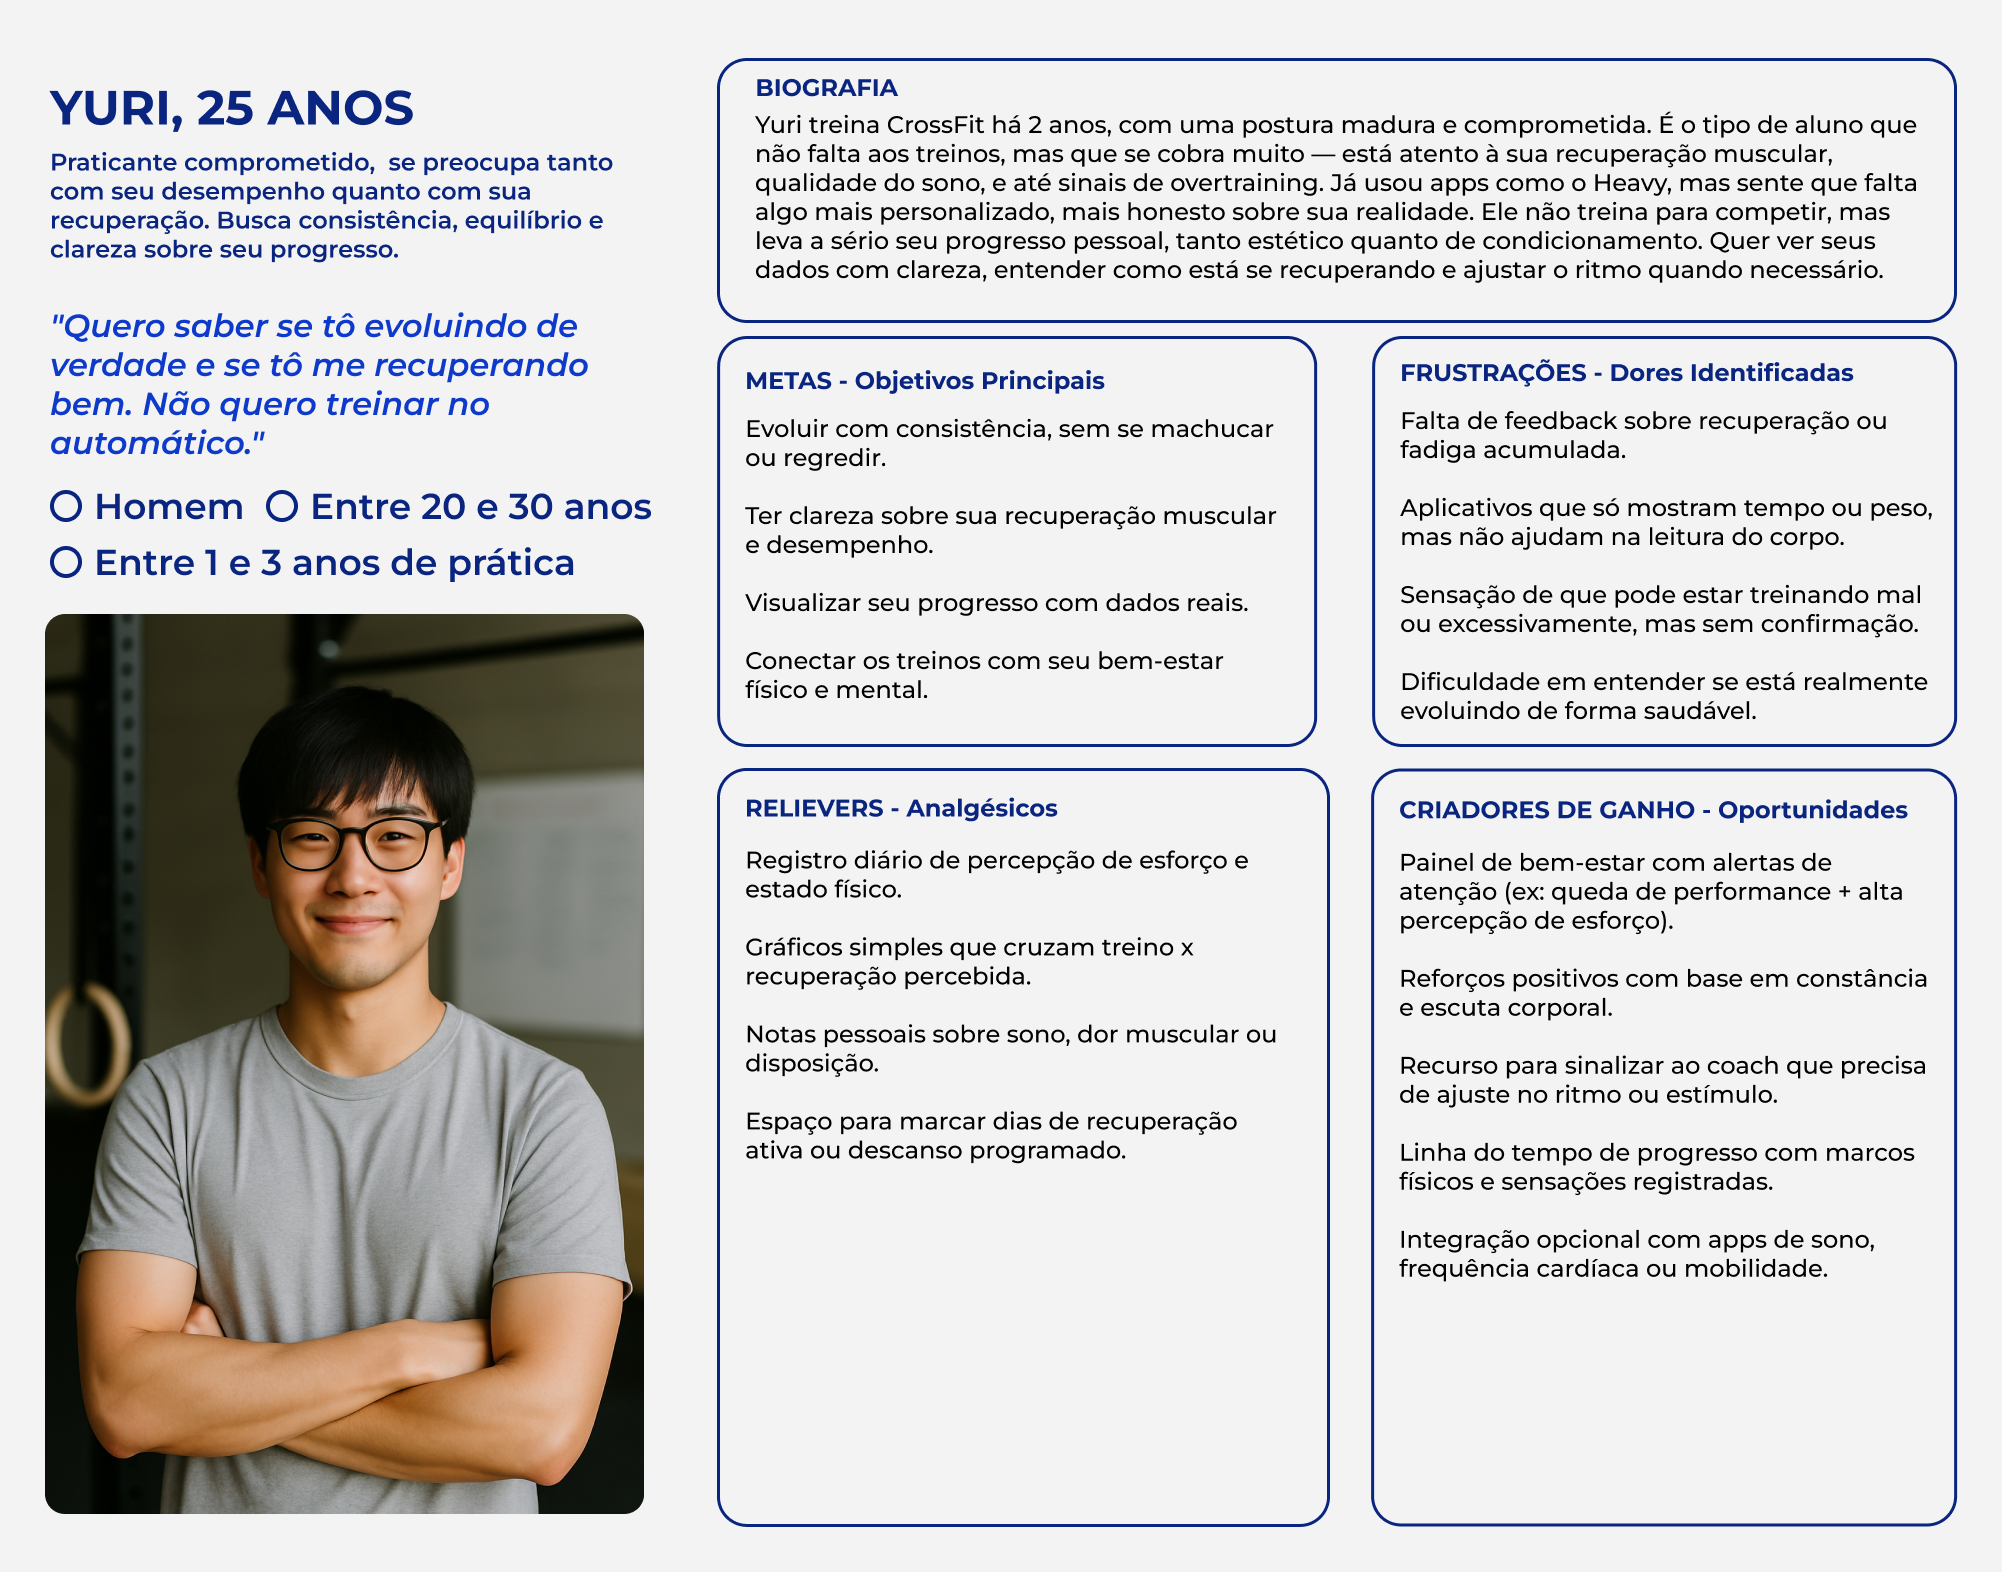 YURI, 25 ANOS
Praticante comprometido,  se preocupa tanto
com seu desempenho quanto com sua
recuperação. Busca consistência, equilíbrio e
clareza sobre seu progresso.
"Quero saber se tô evoluindo de
verdade e se tô me recuperando
bem. Não quero treinar no
automático."
Homem Entre 20 e 30 anos
Entre 1 e 3 anos de prática
BIOGRAFIA
Yuri treina CrossFit há 2 anos, com uma postura madura e comprometida. É o tipo de aluno que
não falta aos treinos, mas que se cobra muito — está atento à sua recuperação muscular,
qualidade do sono, e até sinais de overtraining. Já usou apps como o Heavy, mas sente que falta
algo mais personalizado, mais honesto sobre sua realidade. Ele não treina para competir, mas
leva a sério seu progresso pessoal, tanto estético quanto de condicionamento. Quer ver seus
dados com clareza, entender como está se recuperando e ajustar o ritmo quando necessário.
METAS - Objetivos Principais
Evoluir com consistência, sem se machucar
ou regredir.
Ter clareza sobre sua recuperação muscular
e desempenho.
Visualizar seu progresso com dados reais.
Conectar os treinos com seu bem-estar
físico e mental.
FRUSTRAÇÕES - Dores Identificadas
Falta de feedback sobre recuperação ou
fadiga acumulada.
Aplicativos que só mostram tempo ou peso,
mas não ajudam na leitura do corpo.
Sensação de que pode estar treinando mal
ou excessivamente, mas sem confirmação.
Dificuldade em entender se está realmente
evoluindo de forma saudável.
RELIEVERS - Analgésicos
Registro diário de percepção de esforço e
estado físico.
Gráficos simples que cruzam treino x
recuperação percebida.
Notas pessoais sobre sono, dor muscular ou
disposição.
Espaço para marcar dias de recuperação
ativa ou descanso programado.
CRIADORES DE GANHO - Oportunidades
Painel de bem-estar com alertas de
atenção (ex: queda de performance + alta
percepção de esforço).
Reforços positivos com base em constância
e escuta corporal.
Recurso para sinalizar ao coach que precisa
de ajuste no ritmo ou estímulo.
Linha do tempo de progresso com marcos
físicos e sensações registradas.
Integração opcional com apps de sono,
frequência cardíaca ou mobilidade.